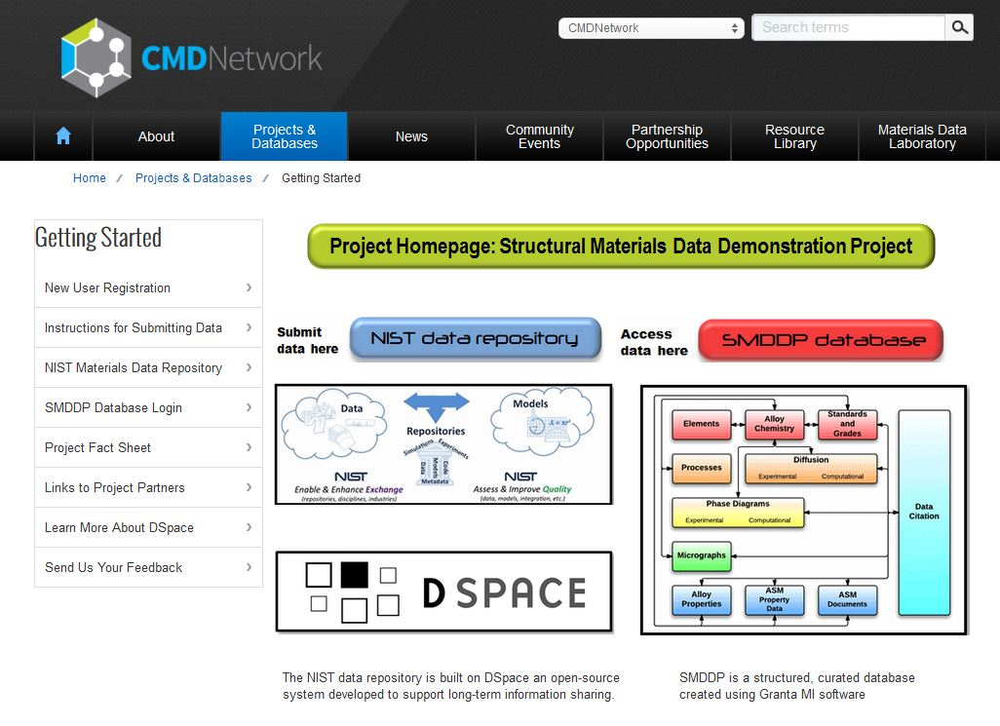 CMDNetwork
CMDNetwork
Search terms
About
Projects &
Databases
News
Community
Events
Partnership
Opportunities
Resource
Library
Materials Data
Laboratory
Home / Projects & Databases / Getting Started
Getting Started
New User Registration
Instructions for Submitting Data
NIST Materials Data Repository
SMDDP Database Login
Project Fact Sheet
Links to Project Partners
Learn More About DSpace
Send Us Your Feedback
Project Homepage: Structural Materials Data Demonstration Project
Submit
data here
NIST data repository
Access
data here
SMDDP database
Data
Models
Repositories
Simulations
Experiments
Data
Models
Code
Metadata
NIST
Enable & Enhance Exchange
(repositories, disciplines, industries)
NIST
Assess & Improve Quality
(data, models, integration, etc.)
DSPACE
Elements
Alloy
Chemistry
Standards
and
Grades
Processes
Diffusion
Experimental Computational
Phase Diagrams
Experimental Computational
Micrographs
Alloy
Properties
ASM
Property
Data
ASM
Documents
Data
Citation
The NIST data repository is built on DSpace an open-source
system developed to support long-term information sharing.
SMDDP is a structured, curated database
created using Granta MI software